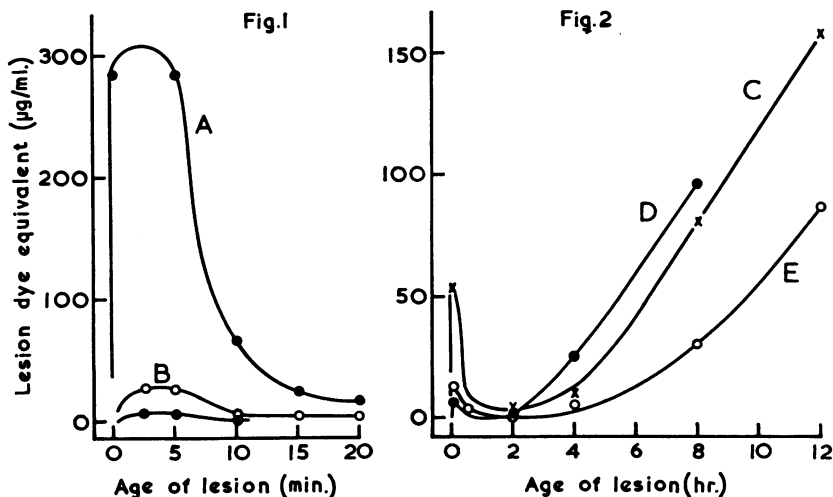 Fig.1
Lesion dye equivalent (µg/ml.)
300
200
100
0
A
B
0 5 10 15 20
Age of lesion (min.)
Fig.2
150
100
50
0
C
D
E
0 2 4 6 8 10 12
Age of lesion (hr.)